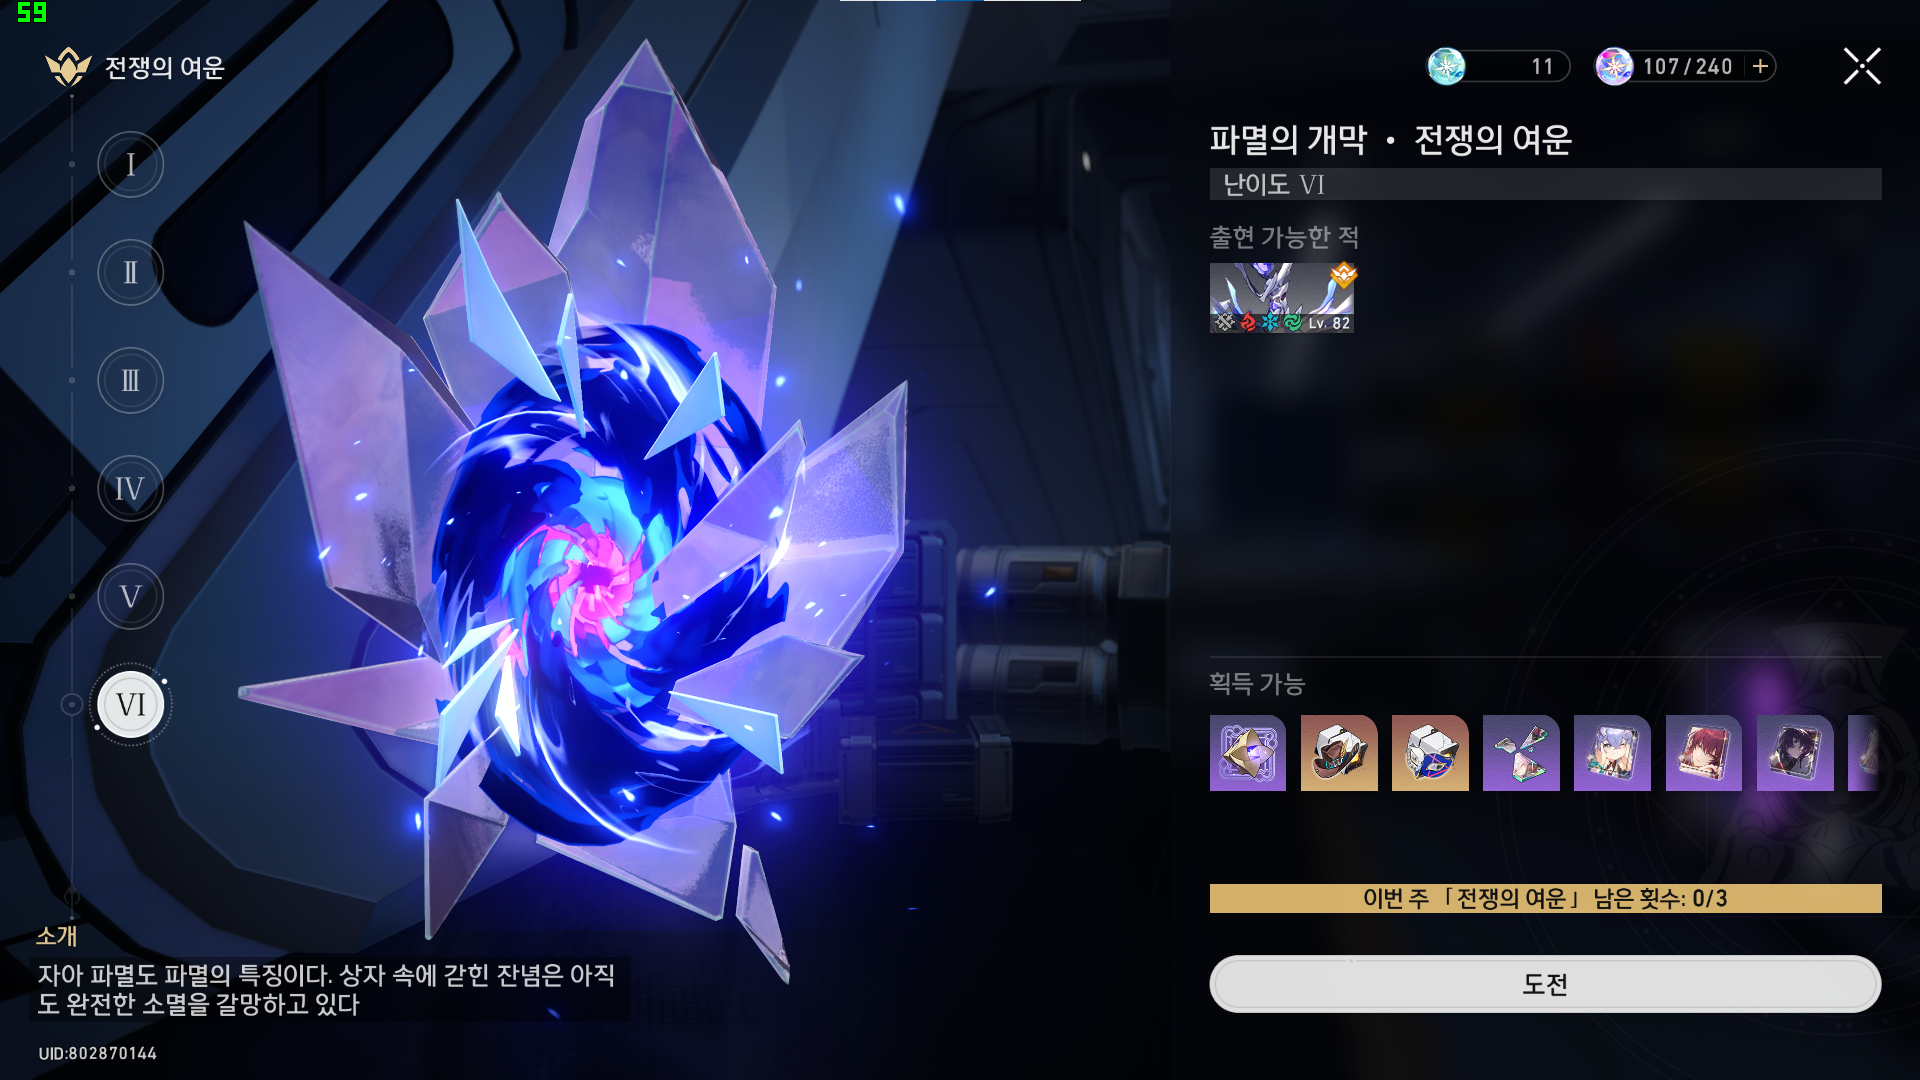 59
전쟁의 여운
11
107/240
I
II
III
IV
V
VI
파멸의 개막 • 전쟁의 여운
난이도 VI
출현 가능한 적
Lv. 82
획득 가능
이번 주 「전쟁의 여운」 남은 횟수: 0/3
도전
소개
자아 파멸도 파멸의 특징이다. 상자 속에 갇힌 잔념은 아직
도 완전한 소멸을 갈망하고 있다
UID:802870144